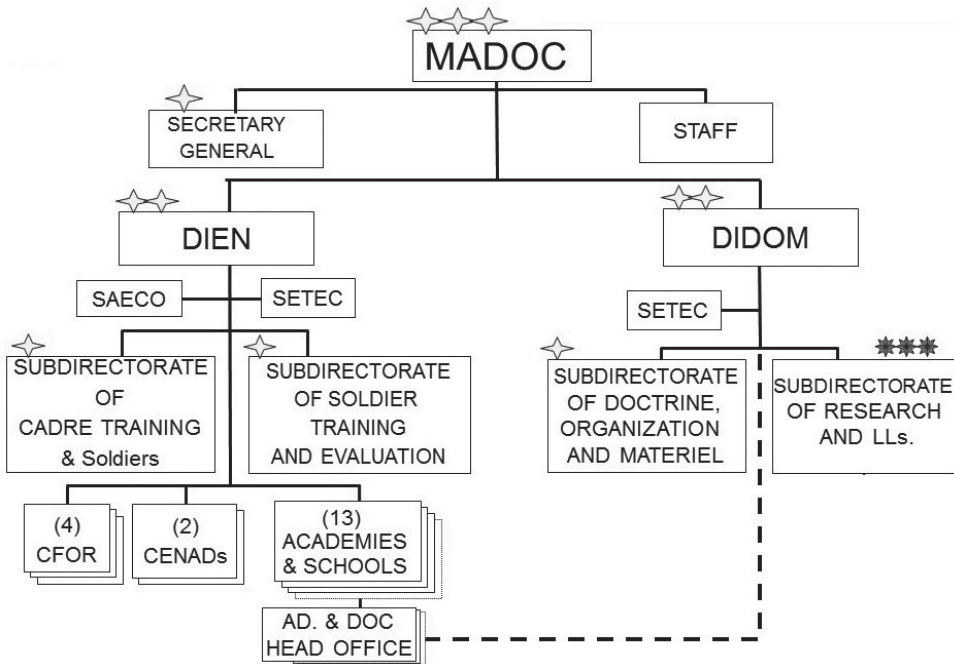 MADOC
SECRETARY
GENERAL
STAFF
DIEN
DIDOM
SAECO
SETEC
SETEC
SUBDIRECTORATE
OF
CADRE TRAINING
& Soldiers
SUBDIRECTORATE
OF SOLDIER
TRAINING
AND EVALUATION
SUBDIRECTORATE
OF DOCTRINE,
ORGANIZATION
AND MATERIEL
SUBDIRECTORATE
OF RESEARCH
AND LLs.
(4)
CFOR
(2)
CENADs
(13)
ACADEMIES
& SCHOOLS
AD. & DOC
HEAD OFFICE